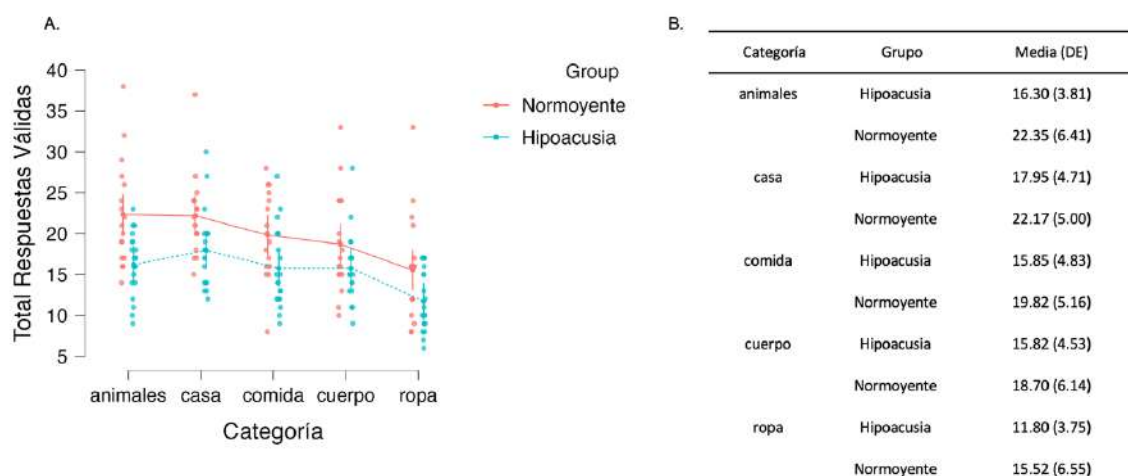 A.
Total Respuestas Válidas
40
35
30
25
20
15
10
5
animales casa comida cuerpo ropa
Categoría
Group
Normoyente
Hipoacusia
B.
Categoría Grupo Media (DE)
animales Hipoacusia 16.30 (3.81)
Normoyente 22.35 (6.41)
casa Hipoacusia 17.95 (4.71)
Normoyente 22.17 (5.00)
comida Hipoacusia 15.85 (4.83)
Normoyente 19.82 (5.16)
cuerpo Hipoacusia 15.82 (4.53)
Normoyente 18.70 (6.14)
ropa Hipoacusia 11.80 (3.75)
Normoyente 15.52 (6.55)